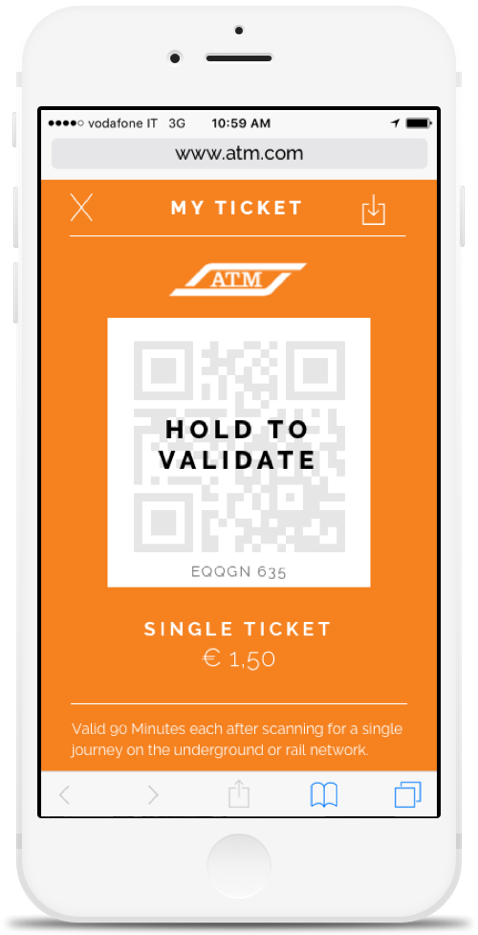 vodafone IT 3G 10:59 AM
www.atm.com
MY TICKET
ATM
HOLD TO
VALIDATE
EQQGN 635
SINGLE TICKET
€ 1,50
Valid 90 Minutes each after scanning for a single
journey on the underground or rail network.